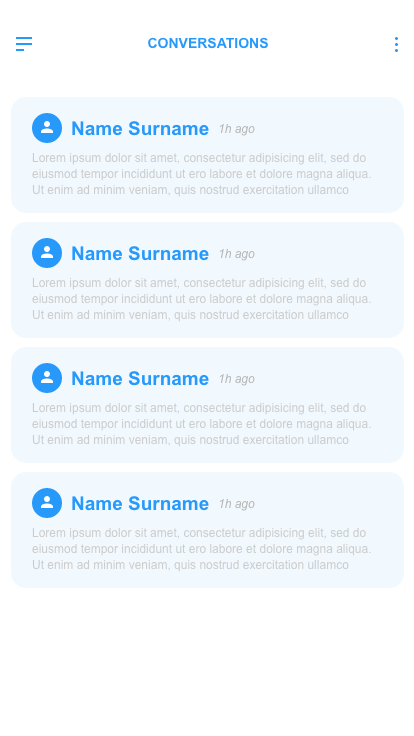 CONVERSATIONS
Name Surname 1h ago
Lorem ipsum dolor sit amet, consectetur adipisicing elit, sed do
eiusmod tempor incididunt ut ero labore et dolore magna aliqua.
Ut enim ad minim veniam, quis nostrud exercitation ullamco
Name Surname 1h ago
Lorem ipsum dolor sit amet, consectetur adipisicing elit, sed do
eiusmod tempor incididunt ut ero labore et dolore magna aliqua.
Ut enim ad minim veniam, quis nostrud exercitation ullamco
Name Surname 1h ago
Lorem ipsum dolor sit amet, consectetur adipisicing elit, sed do
eiusmod tempor incididunt ut ero labore et dolore magna aliqua.
Ut enim ad minim veniam, quis nostrud exercitation ullamco
Name Surname 1h ago
Lorem ipsum dolor sit amet, consectetur adipisicing elit, sed do
eiusmod tempor incididunt ut ero labore et dolore magna aliqua.
Ut enim ad minim veniam, quis nostrud exercitation ullamco